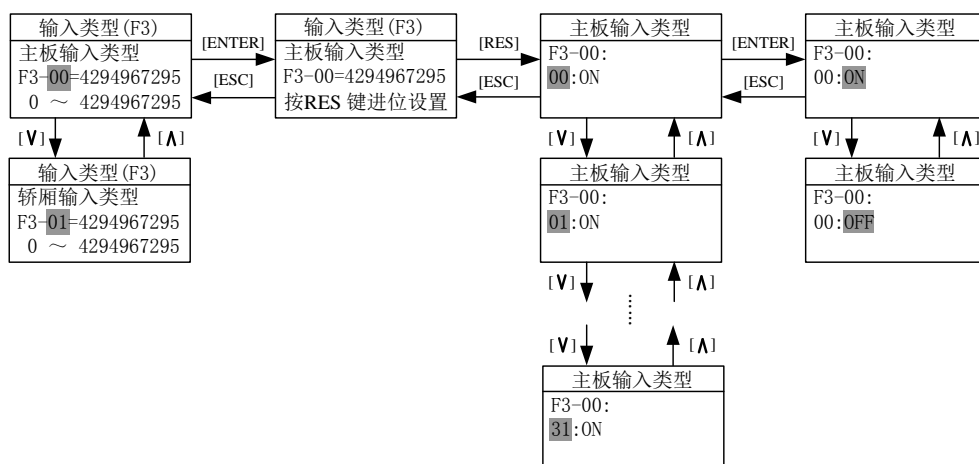 输入类型(F3)
主板输入类型
F3-00=4294967295
0 ～ 4294967295
[ENTER]
[ESC]
输入类型(F3)
主板输入类型
F3-00=4294967295
按RES 键进位设置
[RES]
[ESC]
主板输入类型
F3-00:
00:ON
[ENTER]
[ESC]
主板输入类型
F3-00:
00:ON
[∨]
[∧]
[∨]
[∧]
[∨]
[∧]
输入类型(F3)
轿厢输入类型
F3-01=4294967295
0 ～ 4294967295
主板输入类型
F3-00:
01:ON
主板输入类型
F3-00:
00:OFF
[∨]
[∧]
......
[∨]
[∧]
主板输入类型
F3-00:
31:ON